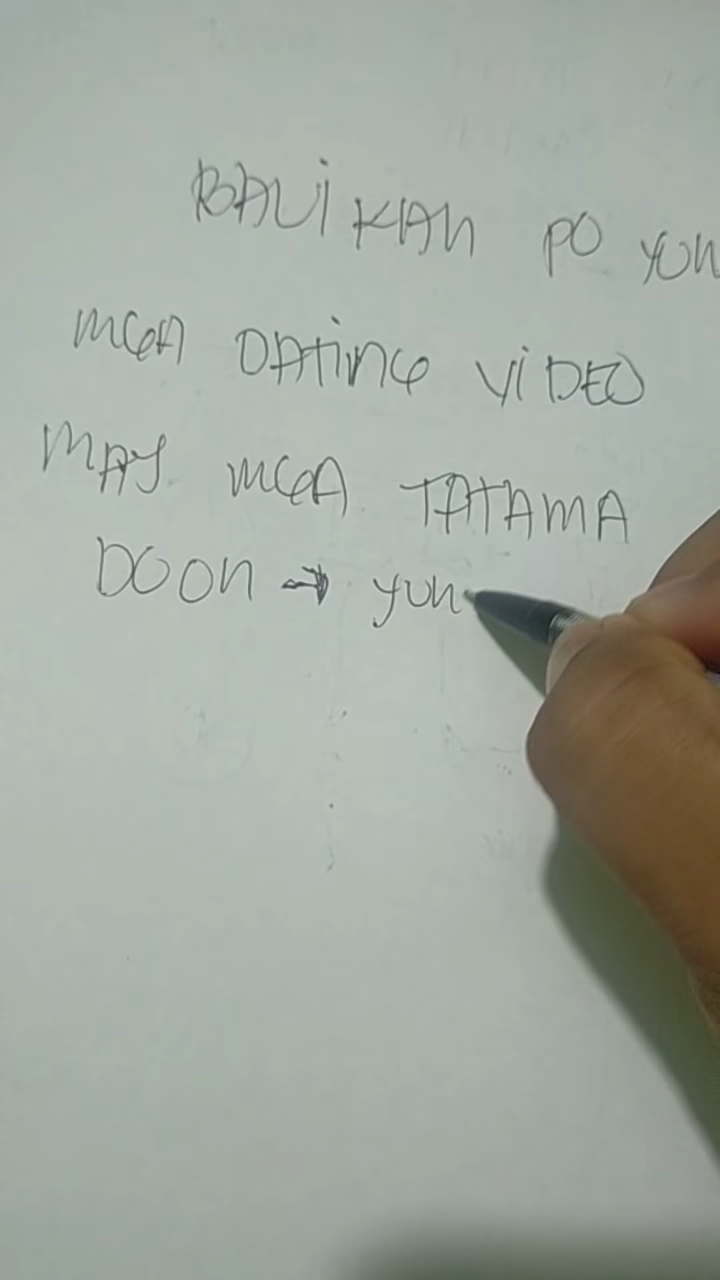 BALiKAN PO YUN
MGA DATiNG ViDEO
MAY MGA TATAMA
DOON → YUN